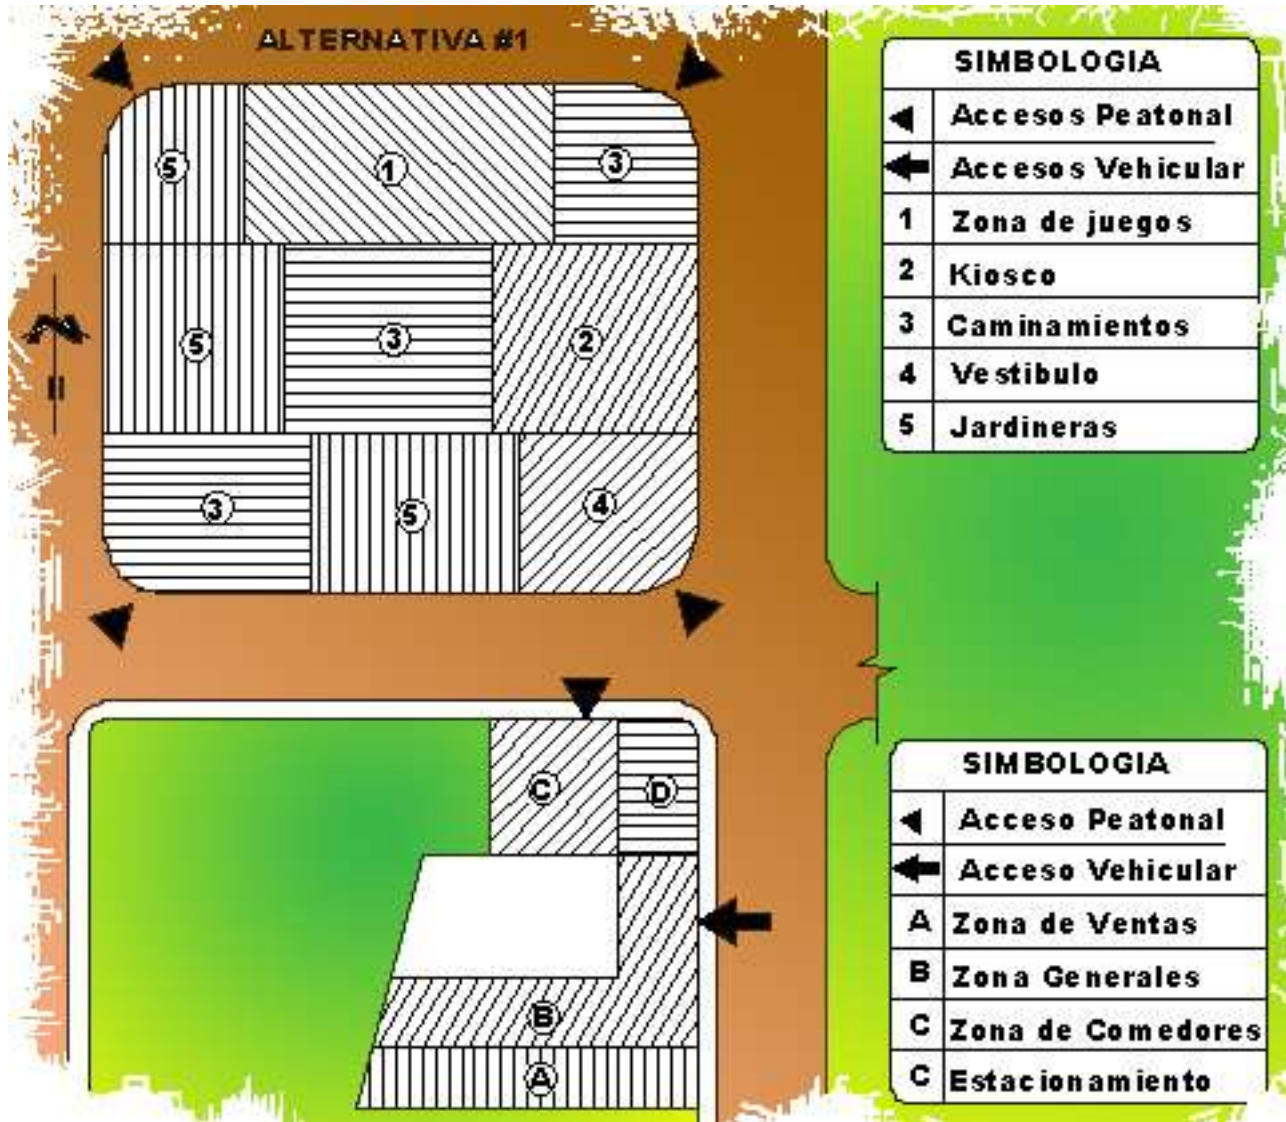 ALTERNATIVA #1
5
1
3
5
3
2
3
5
4
C
D
B
A
SIMBOLOGIA
Accesos Peatonal
Accesos Vehicular
1 Zona de juegos
2 Kiosco
3 Caminamientos
4 Vestibulo
5 Jardineras
SIMBOLOGIA
Acceso Peatonal
Acceso Vehicular
A Zona de Ventas
B Zona Generales
C Zona de Comedores
C Estacionamiento